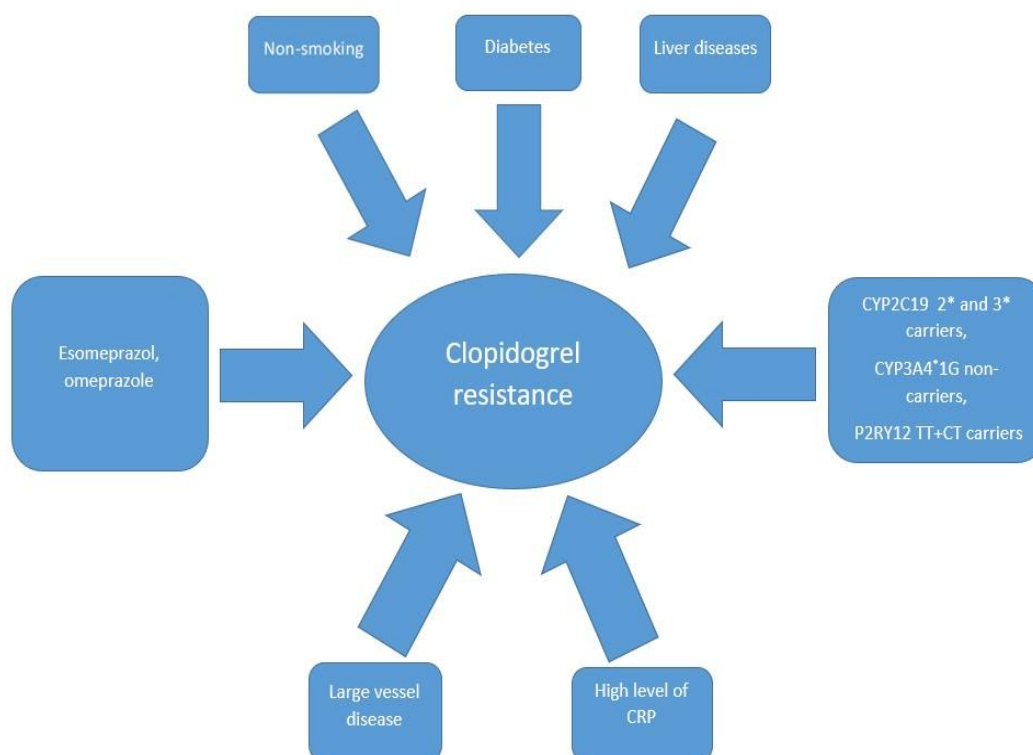 Non-smoking
Diabetes
Liver diseases
Esomeprazol,
omeprazole
Clopidogrel
resistance
CYP2C19 2* and 3*
carriers,
CYP3A4*1G non-
carriers,
P2RY12 TT+CT carriers
Large vessel
disease
High level of
CRP